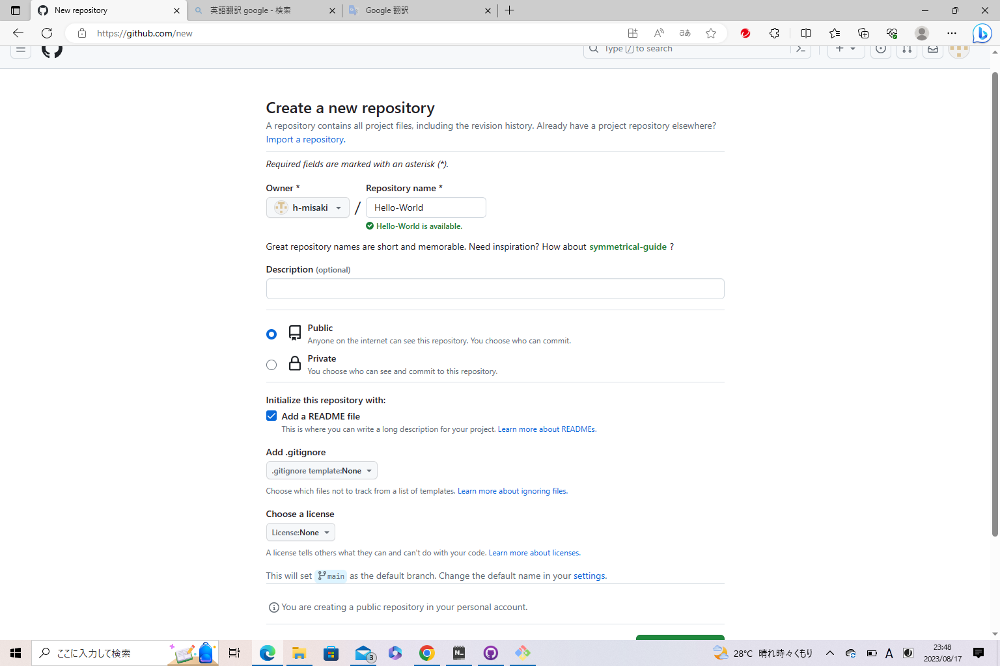 New repository
英語翻訳 google - 検索
Google 翻訳
https://github.com/new
Type / to search
Create a new repository
A repository contains all project files, including the revision history. Already have a project repository elsewhere?
Import a repository.
Required fields are marked with an asterisk (*).
Owner *
Repository name *
h-misaki
/
Hello-World
Hello-World is available.
Great repository names are short and memorable. Need inspiration? How about symmetrical-guide ?
Description (optional)
Public
Anyone on the internet can see this repository. You choose who can commit.
Private
You choose who can see and commit to this repository.
Initialize this repository with:
Add a README file
This is where you can write a long description for your project. Learn more about READMEs.
Add .gitignore
.gitignore template:None
Choose which files not to track from a list of templates. Learn more about ignoring files.
Choose a license
License:None
A license tells others what they can and can't do with your code. Learn more about licenses.
This will set main as the default branch. Change the default name in your settings.
You are creating a public repository in your personal account.
ここに入力して検索
3
28°C 晴れ時々くもり
A
23:48
2023/08/17